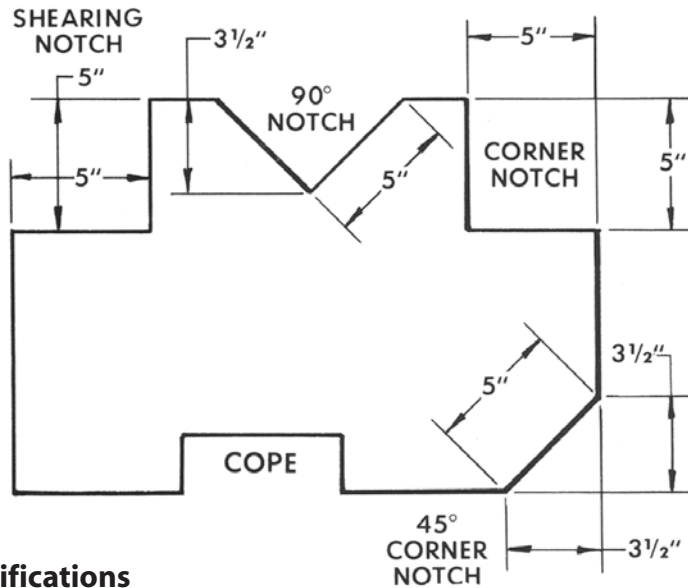 SHEARING
NOTCH
5"
5"
3½"
90°
NOTCH
5"
5"
CORNER
NOTCH
5"
3½"
5"
COPE
45°
CORNER
NOTCH
3½"
ifications